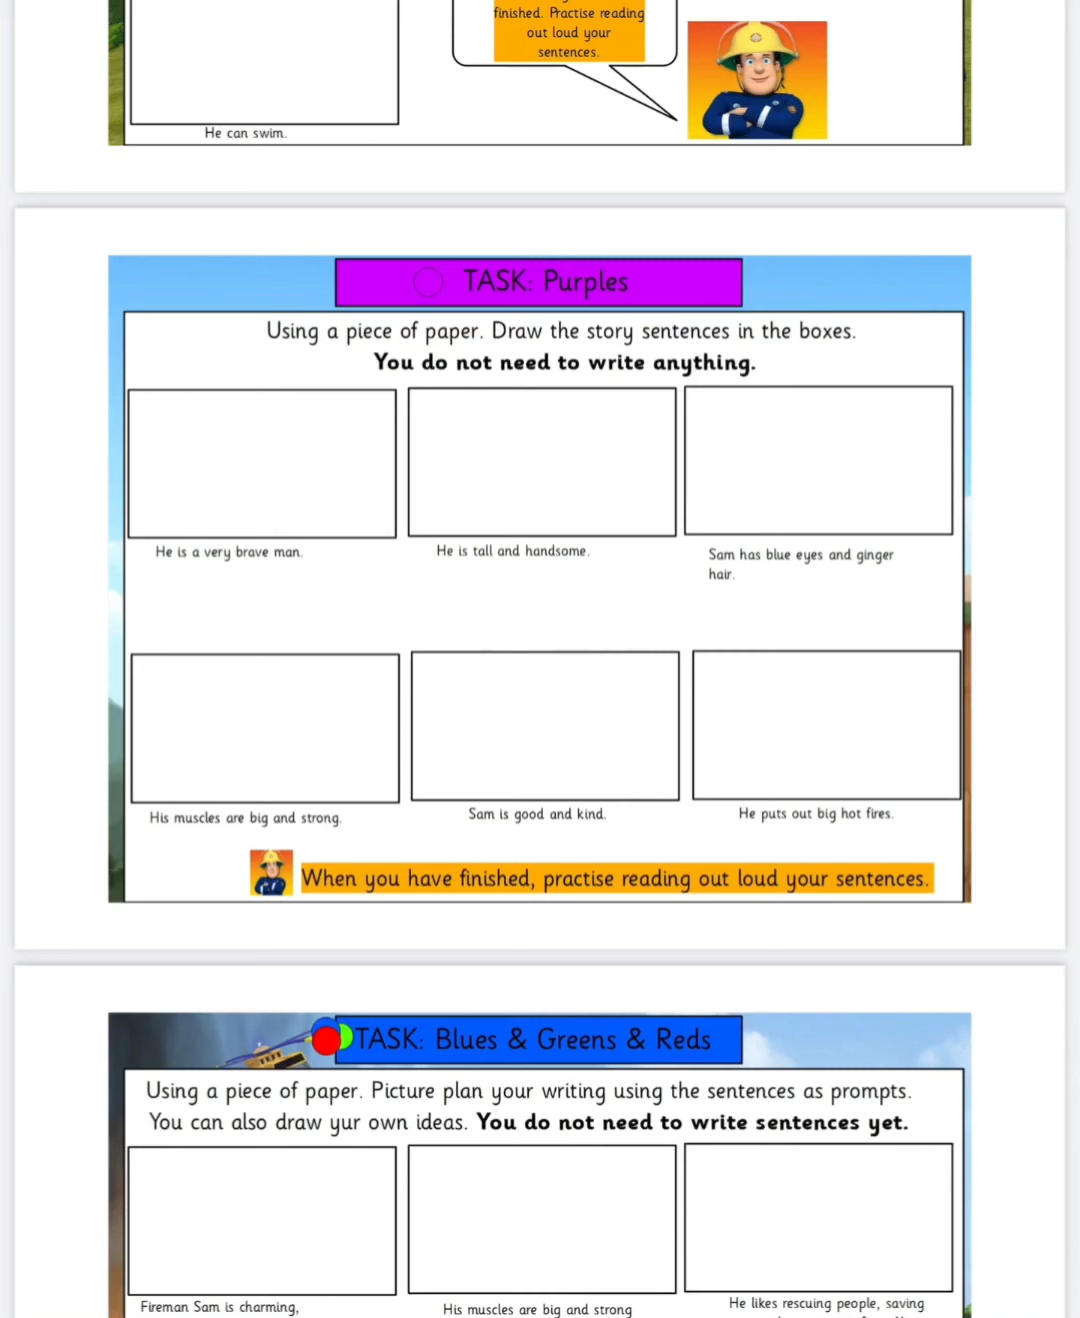 finished. Practise reading
out loud your
sentences.
He can swim.
TASK: Purples
Using a piece of paper. Draw the story sentences in the boxes.
You do not need to write anything.
He is a very brave man.
He is tall and handsome.
Sam has blue eyes and ginger
hair.
His muscles are big and strong.
Sam is good and kind.
He puts out big hot fires.
When you have finished, practise reading out loud your sentences.
TASK: Blues & Greens & Reds
Using a piece of paper. Picture plan your writing using the sentences as prompts.
You can also draw yur own ideas. You do not need to write sentences yet.
Fireman Sam is charming,
His muscles are big and strong
He likes rescuing people, saving